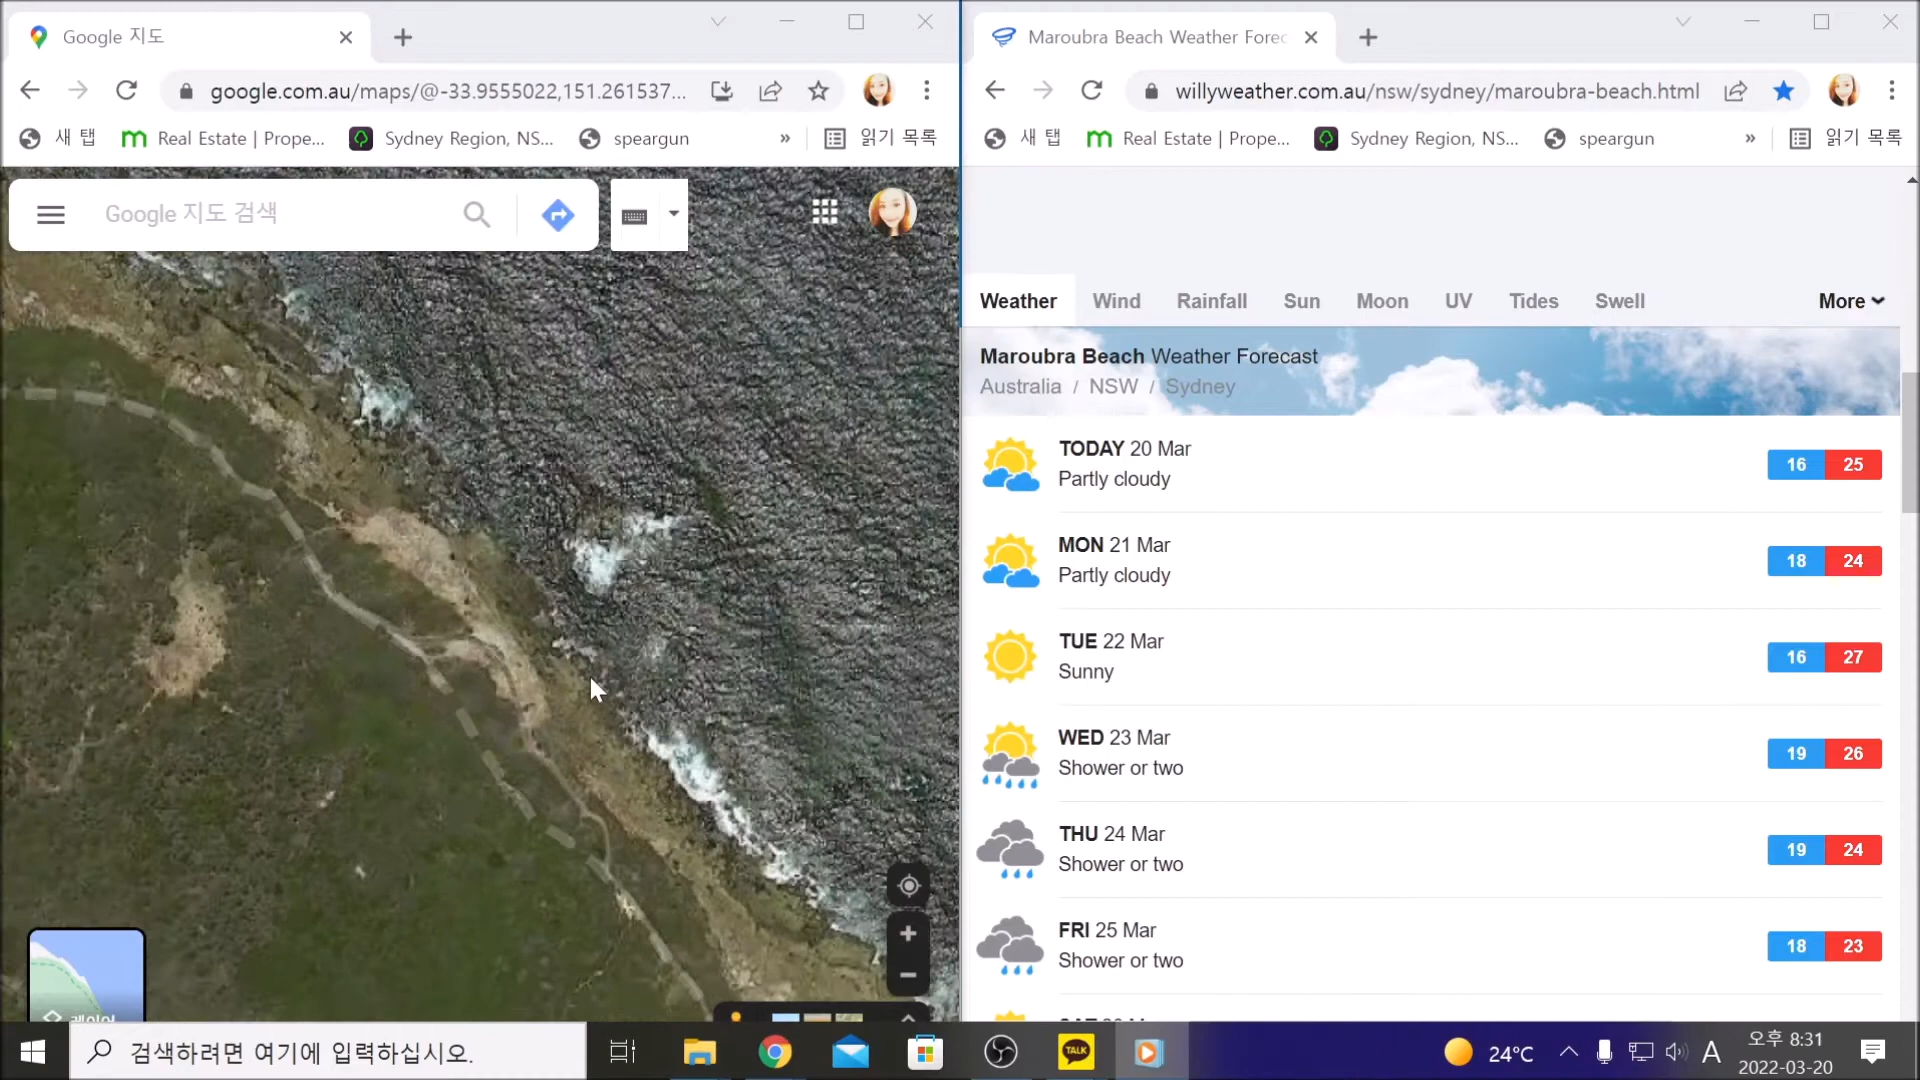 Google 지도
google.com.au/maps/@-33.9555022,151.261537...
새 탭
Real Estate | Prope...
Sydney Region, NS...
speargun
»
읽기 목록
Google 지도 검색
레이어
Maroubra Beach Weather Forec
willyweather.com.au/nsw/sydney/maroubra-beach.html
새 탭
Real Estate | Prope...
Sydney Region, NS...
speargun
»
읽기 목록
Weather Wind Rainfall Sun Moon UV Tides Swell More
Maroubra Beach Weather Forecast
Australia / NSW / Sydney
TODAY 20 Mar
Partly cloudy
16 25
MON 21 Mar
Partly cloudy
18 24
TUE 22 Mar
Sunny
16 27
WED 23 Mar
Shower or two
19 26
THU 24 Mar
Shower or two
19 24
FRI 25 Mar
Shower or two
18 23
검색하려면 여기에 입력하십시오.
TALK
24°C
A
오후 8:31
2022-03-20